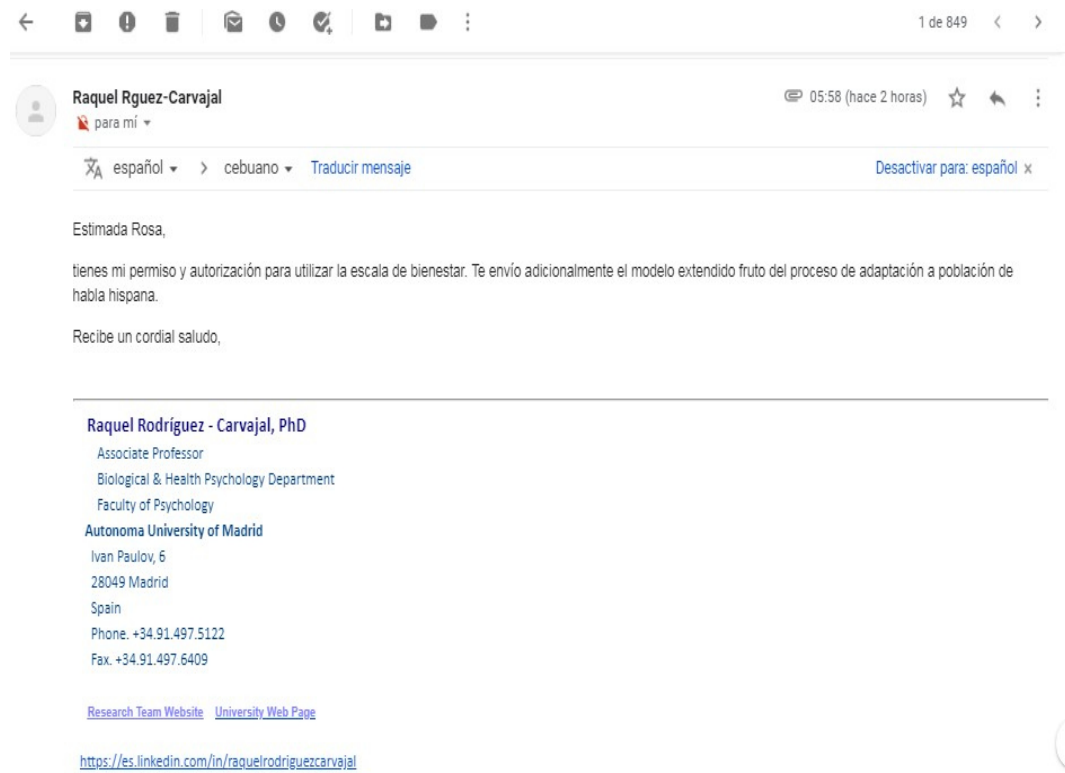 1 de 849
Raquel Rguez-Carvajal
05:58 (hace 2 horas)
para mí
español > cebuano Traducir mensaje Desactivar para: español x
Estimada Rosa,
tienes mi permiso y autorización para utilizar la escala de bienestar. Te envío adicionalmente el modelo extendido fruto del proceso de adaptación a población de
habla hispana.
Recibe un cordial saludo,
Raquel Rodríguez - Carvajal, PhD
Associate Professor
Biological & Health Psychology Department
Faculty of Psychology
Autonoma University of Madrid
Ivan Paulov, 6
28049 Madrid
Spain
Phone. +34.91.497.5122
Fax. +34.91.497.6409
Research Team Website University Web Page
https://es.linkedin.com/in/raquelrodriguezcarvajal